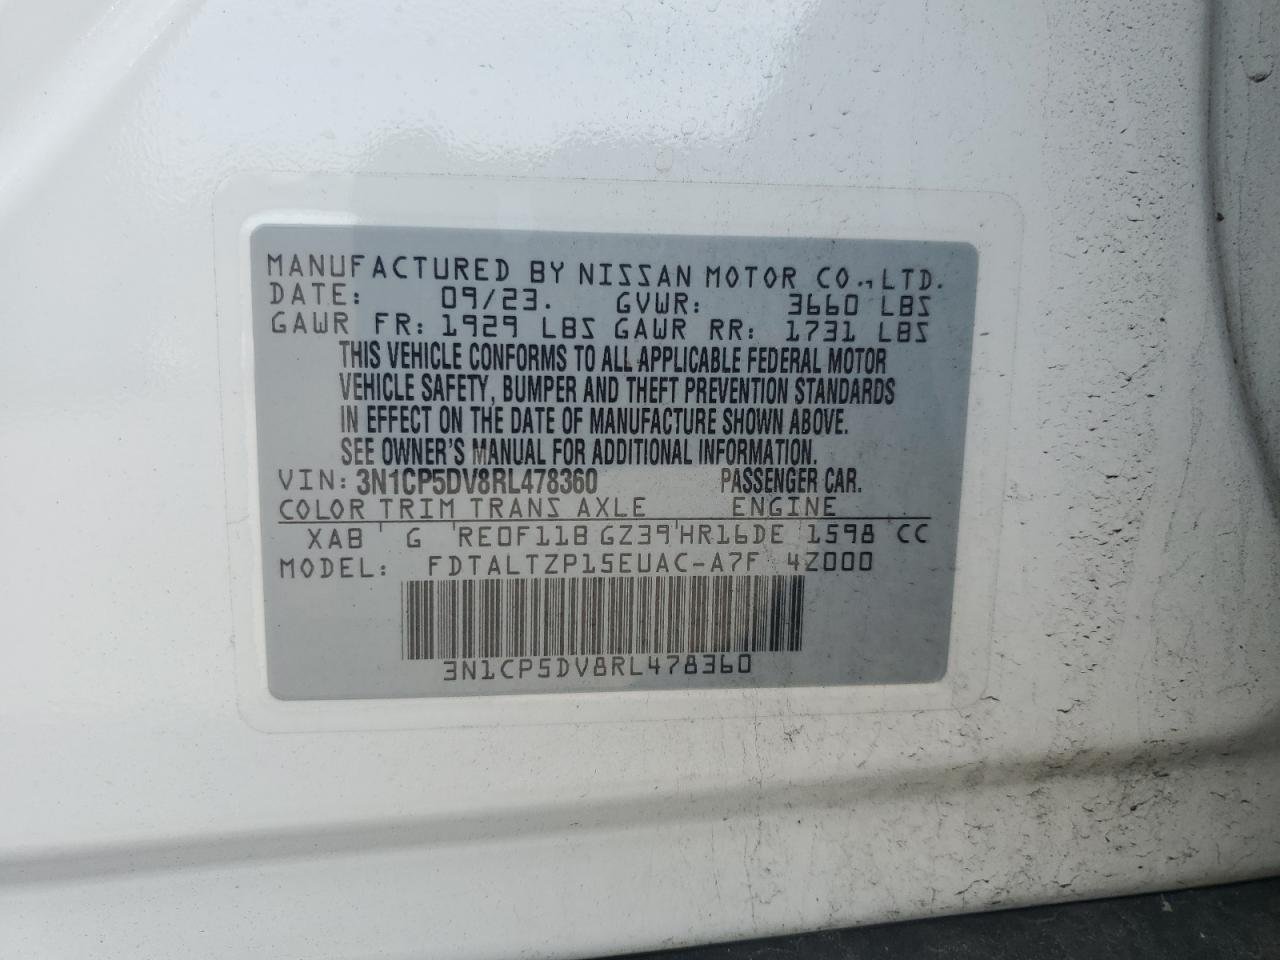 MANUFACTURED BY NISSAN MOTOR CO., LTD.
DATE: 09/23. GVWR: 3660 LBS
GAWR FR: 1929 LBS GAWR RR: 1731 LBS
THIS VEHICLE CONFORMS TO ALL APPLICABLE FEDERAL MOTOR
VEHICLE SAFETY, BUMPER AND THEFT PREVENTION STANDARDS
IN EFFECT ON THE DATE OF MANUFACTURE SHOWN ABOVE.
SEE OWNER'S MANUAL FOR ADDITIONAL INFORMATION.
VIN: 3N1CP5DV8RL478360 PASSENGER CAR.
COLOR TRIM TRANS AXLE ENGINE
XAB G RE0F11B GZ39 HR16DE 1598 CC
MODEL: FDTALTZP15EUAC-A7F 4Z000
3N1CP5DV8RL478360